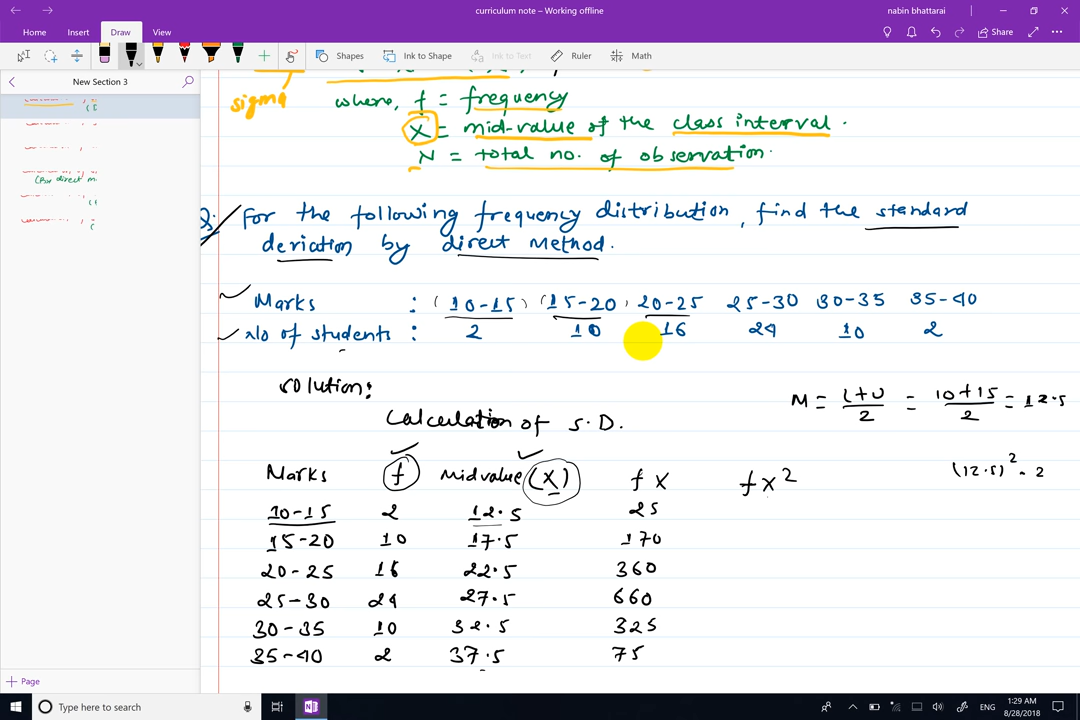 curriculum note – Working offline
nabin bhattarai
Home Insert Draw View
Share
Shapes Ink to Shape Ink to Text Ruler Math
New Section 3
sigma
where, f = frequency
X = mid-value of the class interval.
N = total no. of observation.
Q. For the following frequency distribution, find the standard
deriation by direct method.
Marks : (10-15) (15-20) 20-25 25-30 30-35 35-40
No of students : 2 10 16 24 10 2
solution:
M = L+U/2 = 10+15/2 = 12.5
Calculation of S.D.
Marks f Midvalue (X) fx fx²
(12.5)² × 2
10-15 2 12.5 25
15-20 10 17.5 170
20-25 16 22.5 360
25-30 24 27.5 660
30-35 10 32.5 325
35-40 2 37.5 75
Page
Type here to search
ENG
1:29 AM
8/28/2018